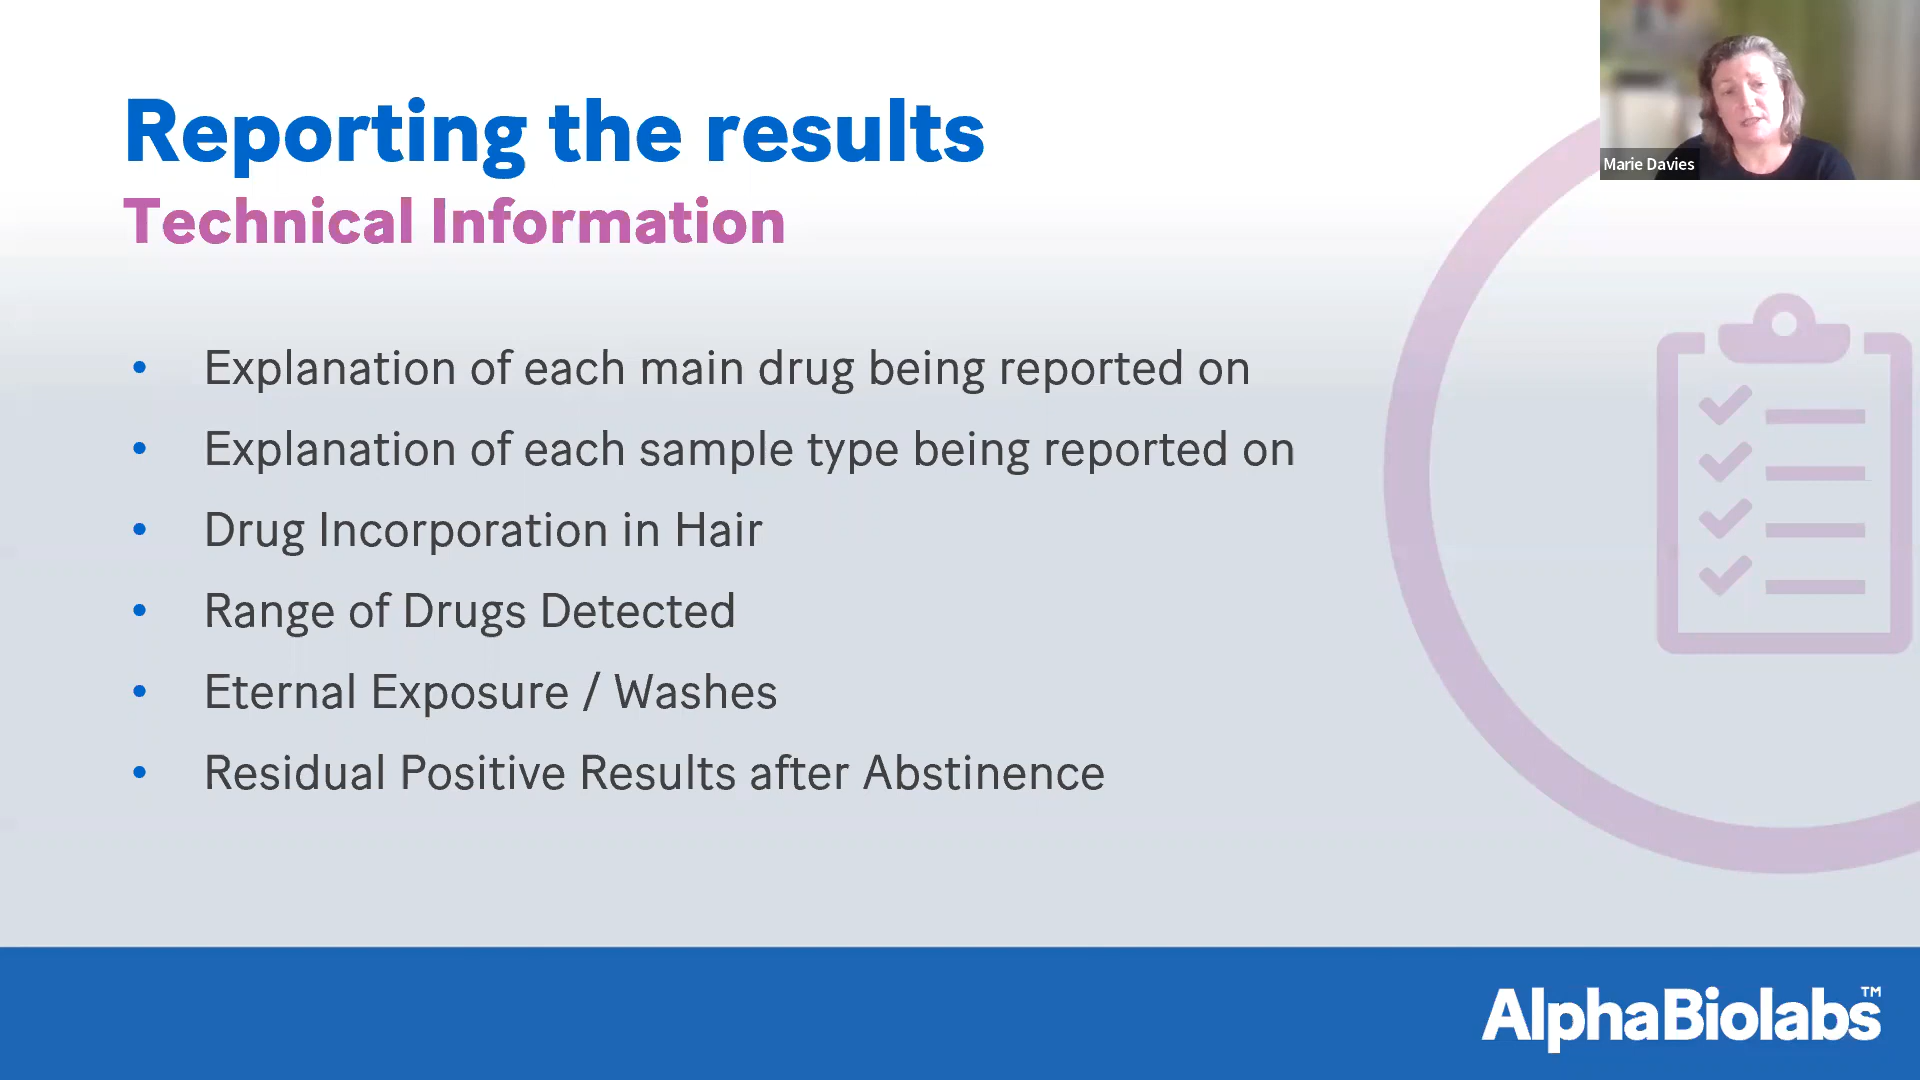 Reporting the results
Technical Information
• Explanation of each main drug being reported on
• Explanation of each sample type being reported on
• Drug Incorporation in Hair
• Range of Drugs Detected
• Eternal Exposure / Washes
• Residual Positive Results after Abstinence
Marie Davies
AlphaBiolabs™